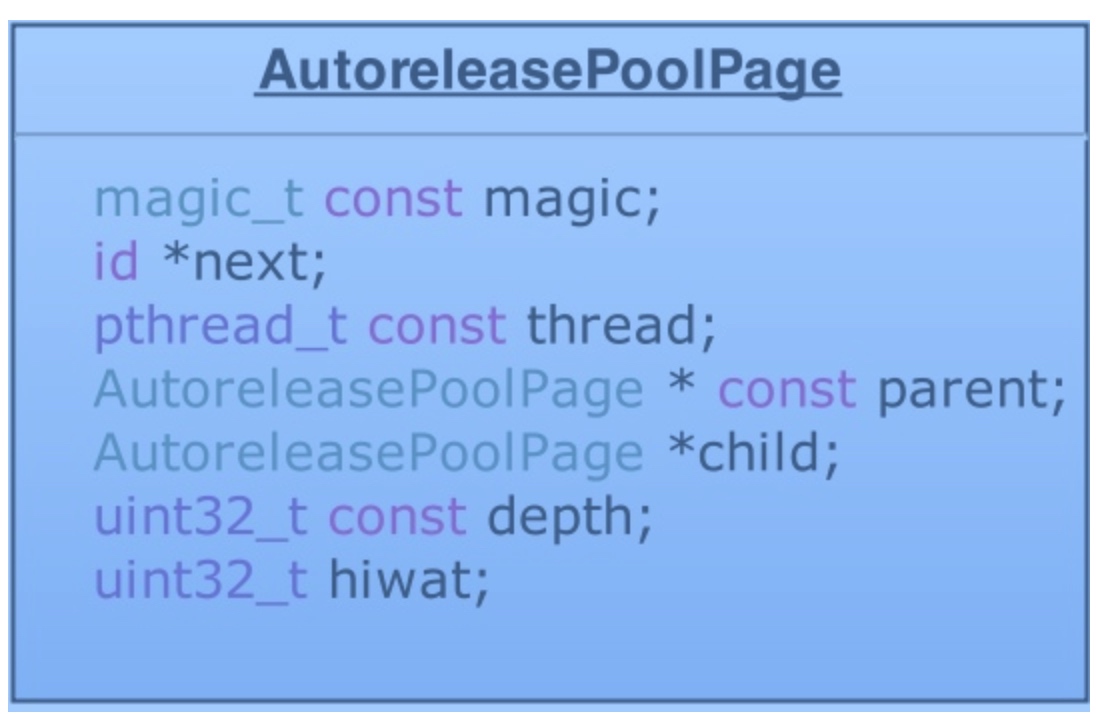 AutoreleasePoolPage
magic_t const magic;
id *next;
pthread_t const thread;
AutoreleasePoolPage * const parent;
AutoreleasePoolPage *child;
uint32_t const depth;
uint32_t hiwat;